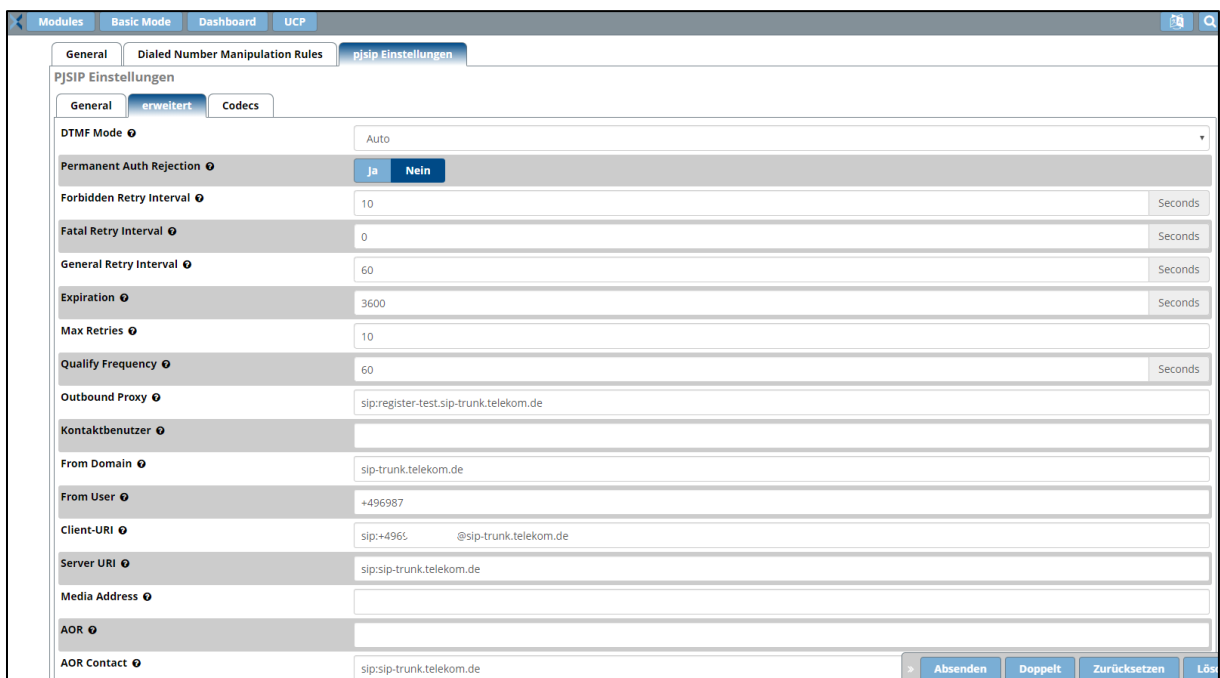 Modules Basic Mode Dashboard UCP
General Dialed Number Manipulation Rules pjsip Einstellungen
PJSIP Einstellungen
General erweitert Codecs
DTMF Mode Auto
Permanent Auth Rejection Ja Nein
Forbidden Retry Interval 10 Seconds
Fatal Retry Interval 0 Seconds
General Retry Interval 60 Seconds
Expiration 3600 Seconds
Max Retries 10
Qualify Frequency 60 Seconds
Outbound Proxy sip:register-test.sip-trunk.telekom.de
Kontaktbenutzer
From Domain sip-trunk.telekom.de
From User +496987
Client-URI sip:+496 @sip-trunk.telekom.de
Server URI sip:sip-trunk.telekom.de
Media Address
AOR
AOR Contact sip:sip-trunk.telekom.de
» Absenden Doppelt Zurücksetzen Lös